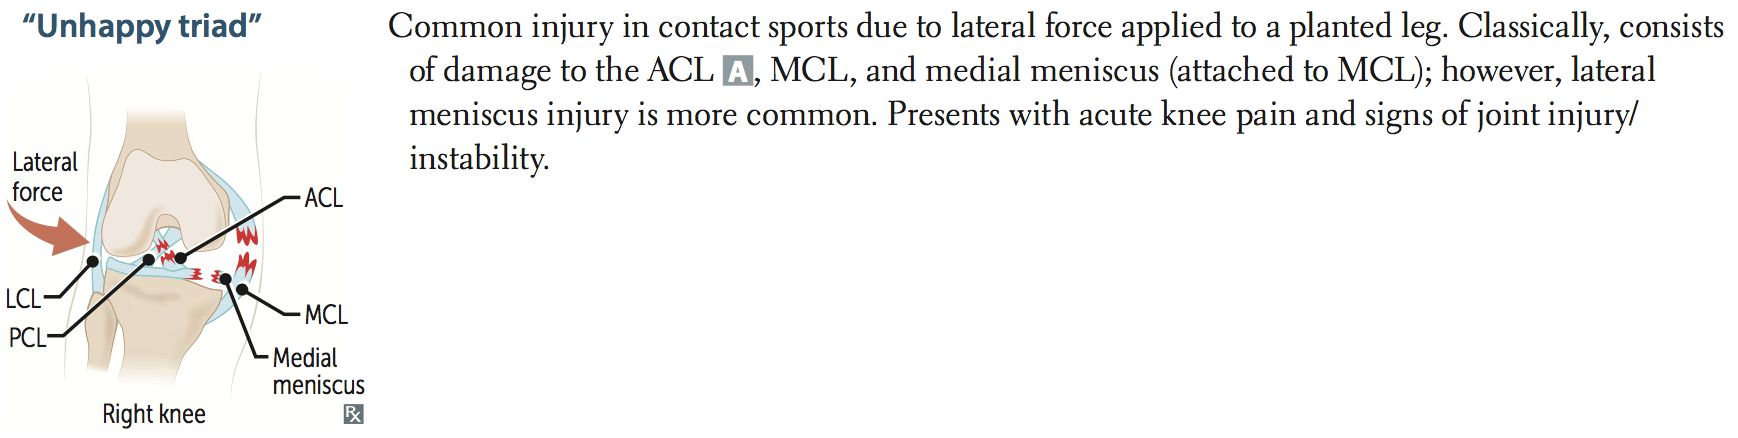 “Unhappy triad”
Common injury in contact sports due to lateral force applied to a planted leg. Classically, consists
of damage to the ACL A, MCL, and medial meniscus (attached to MCL); however, lateral
meniscus injury is more common. Presents with acute knee pain and signs of joint injury/
instability.
Lateral
force
ACL
LCL
PCL
MCL
Medial
meniscus
Right knee
Rx